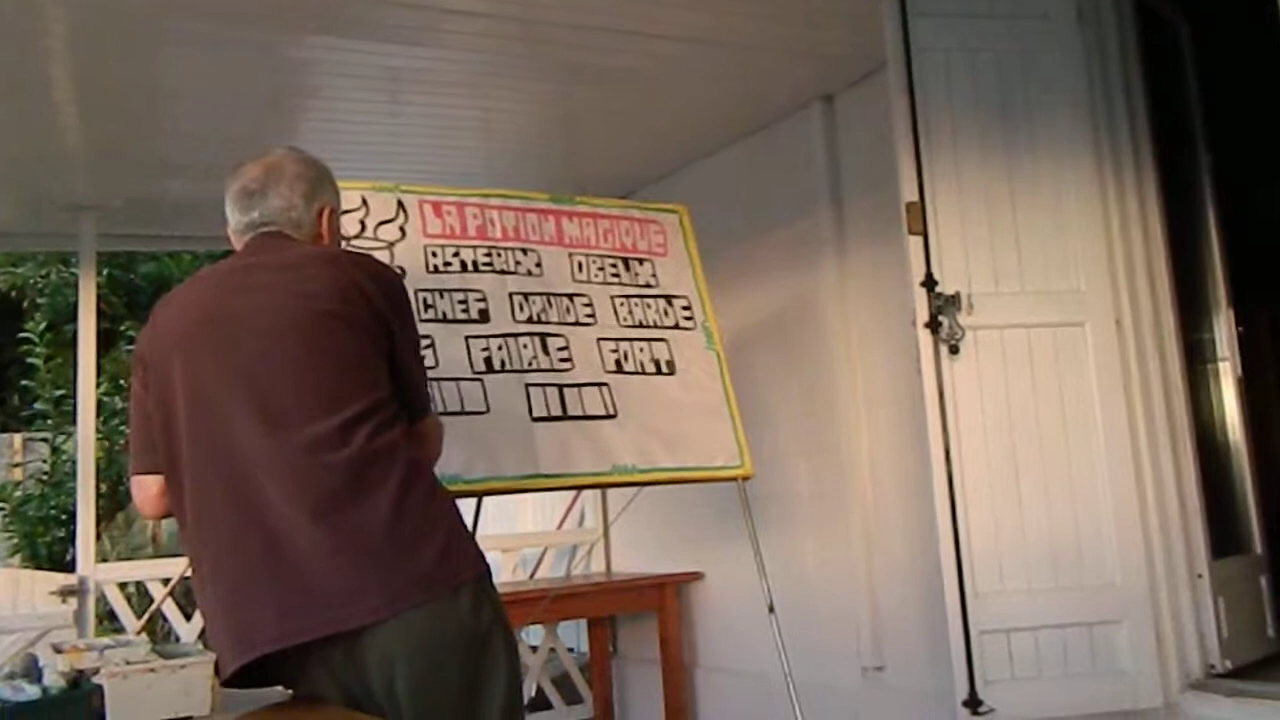 LA POTION MAGIQUE
ASTERIX OBELIX
CHEF DRUIDE BARDE
FAIBLE FORT